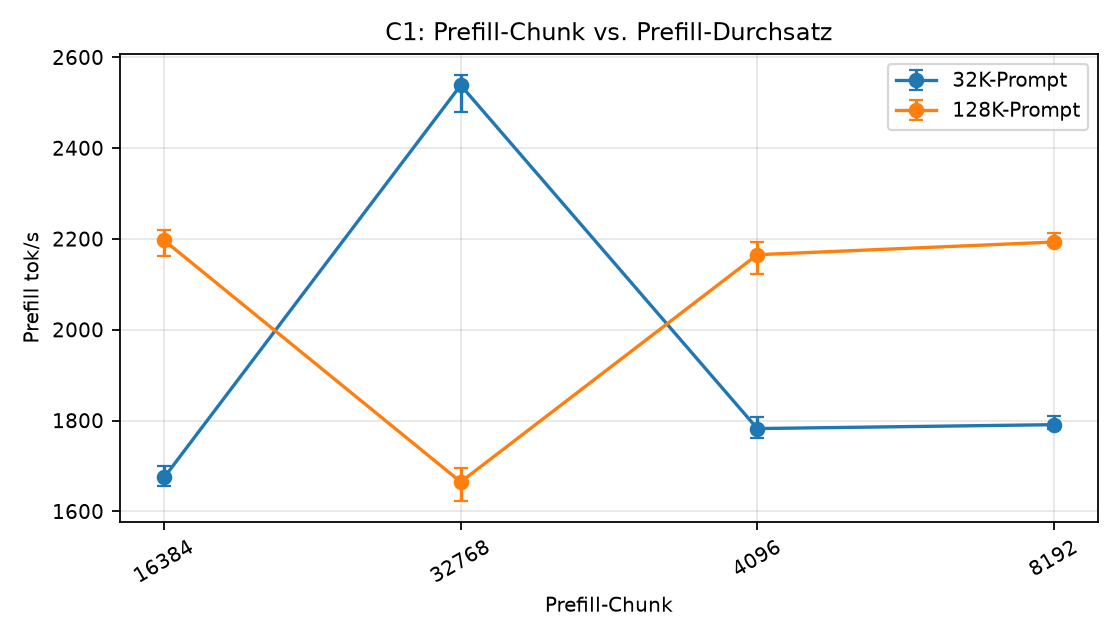 C1: Prefill-Chunk vs. Prefill-Durchsatz
2600
2400
2200
2000
1800
1600
Prefill tok/s
32K-Prompt
128K-Prompt
16384
32768
4096
8192
Prefill-Chunk